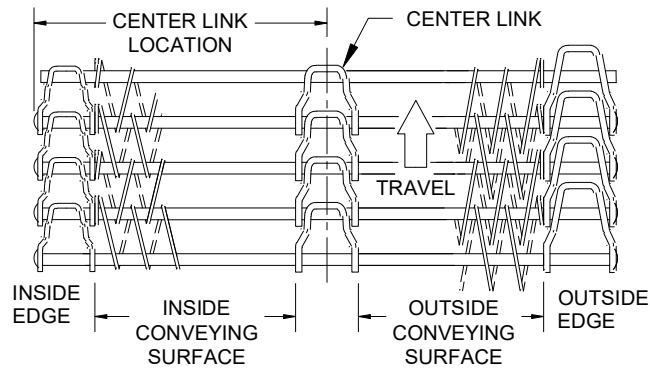 CENTER LINK
LOCATION
CENTER LINK
TRAVEL
INSIDE
EDGE
INSIDE
CONVEYING
SURFACE
OUTSIDE
CONVEYING
SURFACE
OUTSIDE
EDGE